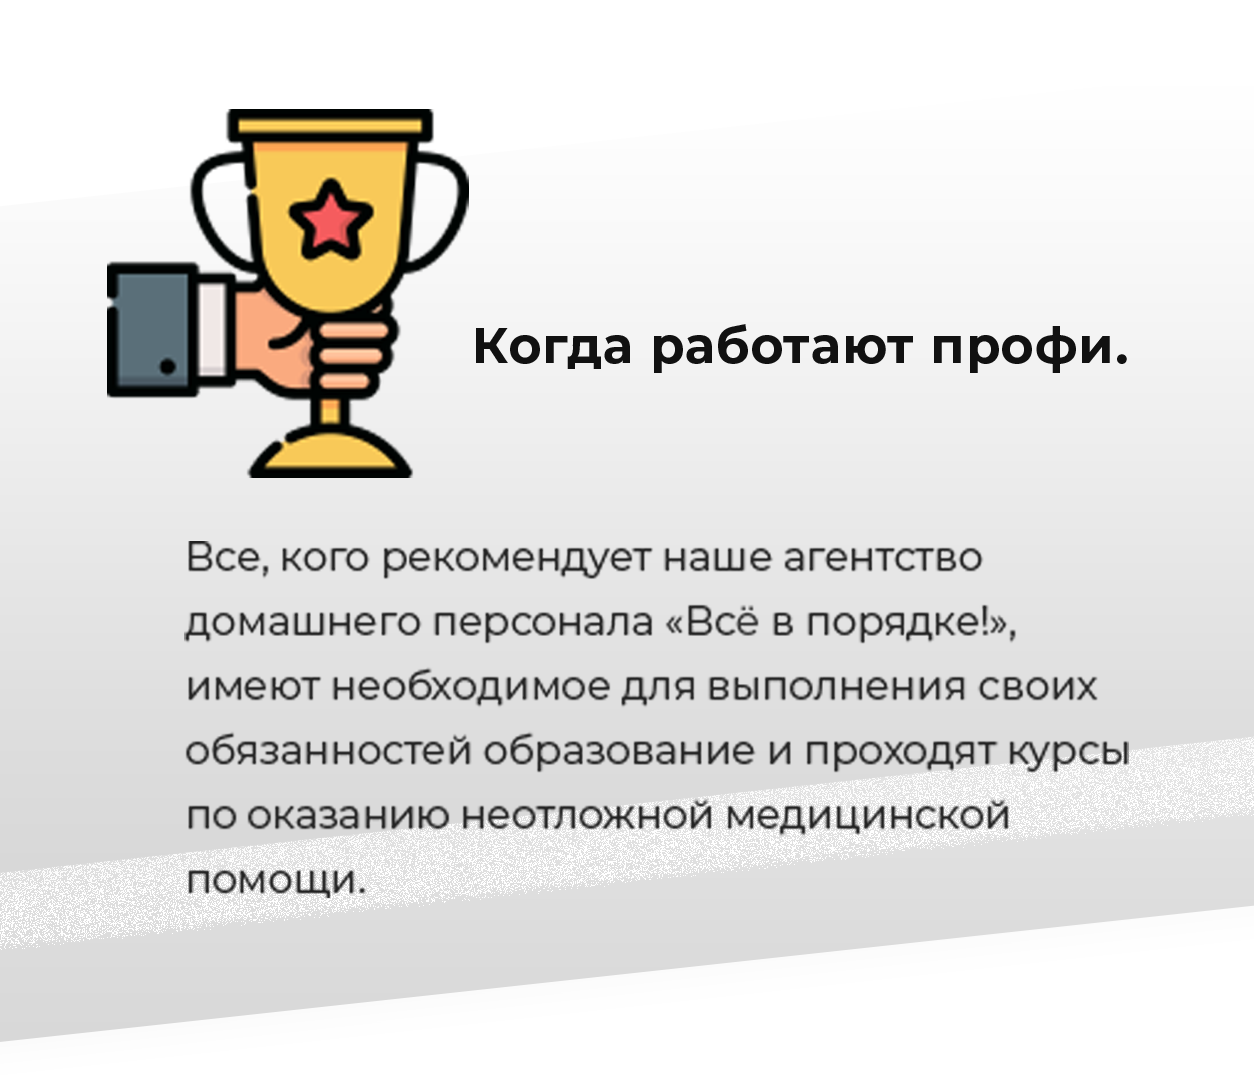 Когда работают профи.
Все, кого рекомендует наше агентство
домашнего персонала «Всё в порядке!»,
имеют необходимое для выполнения своих
обязанностей образование и проходят курсы
по оказанию неотложной медицинской
помощи.